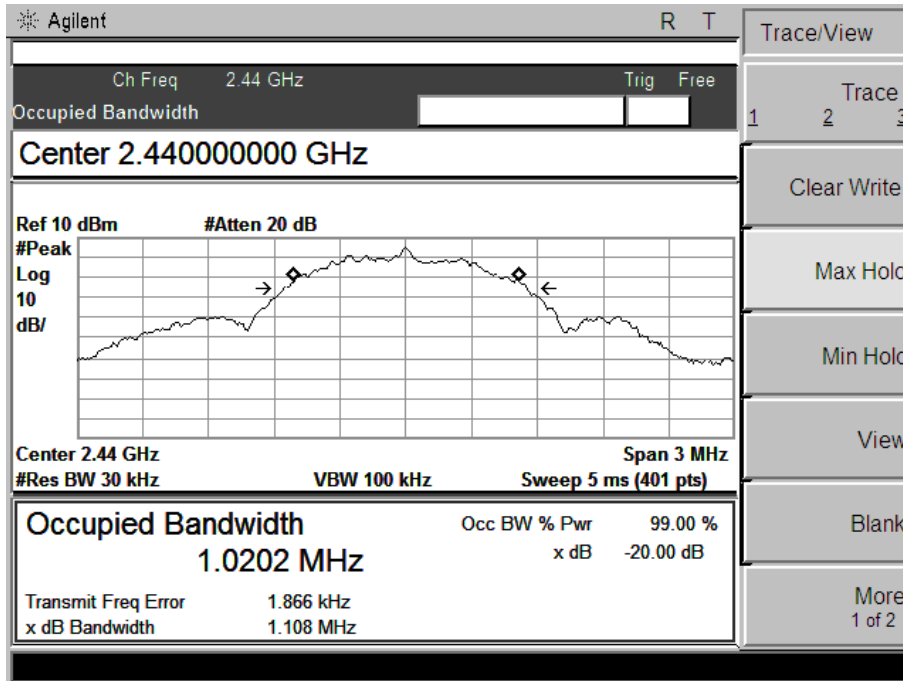 Agilent R T
Ch Freq 2.44 GHz Trig Free
Occupied Bandwidth
Center 2.440000000 GHz
Ref 10 dBm #Atten 20 dB
#Peak
Log
10
dB/
Center 2.44 GHz Span 3 MHz
#Res BW 30 kHz VBW 100 kHz Sweep 5 ms (401 pts)
Occupied Bandwidth Occ BW % Pwr 99.00 %
1.0202 MHz x dB -20.00 dB
Transmit Freq Error 1.866 kHz
x dB Bandwidth 1.108 MHz
Trace/View
Trace
1 2 3
Clear Write
Max Hold
Min Hold
View
Blank
More
1 of 2